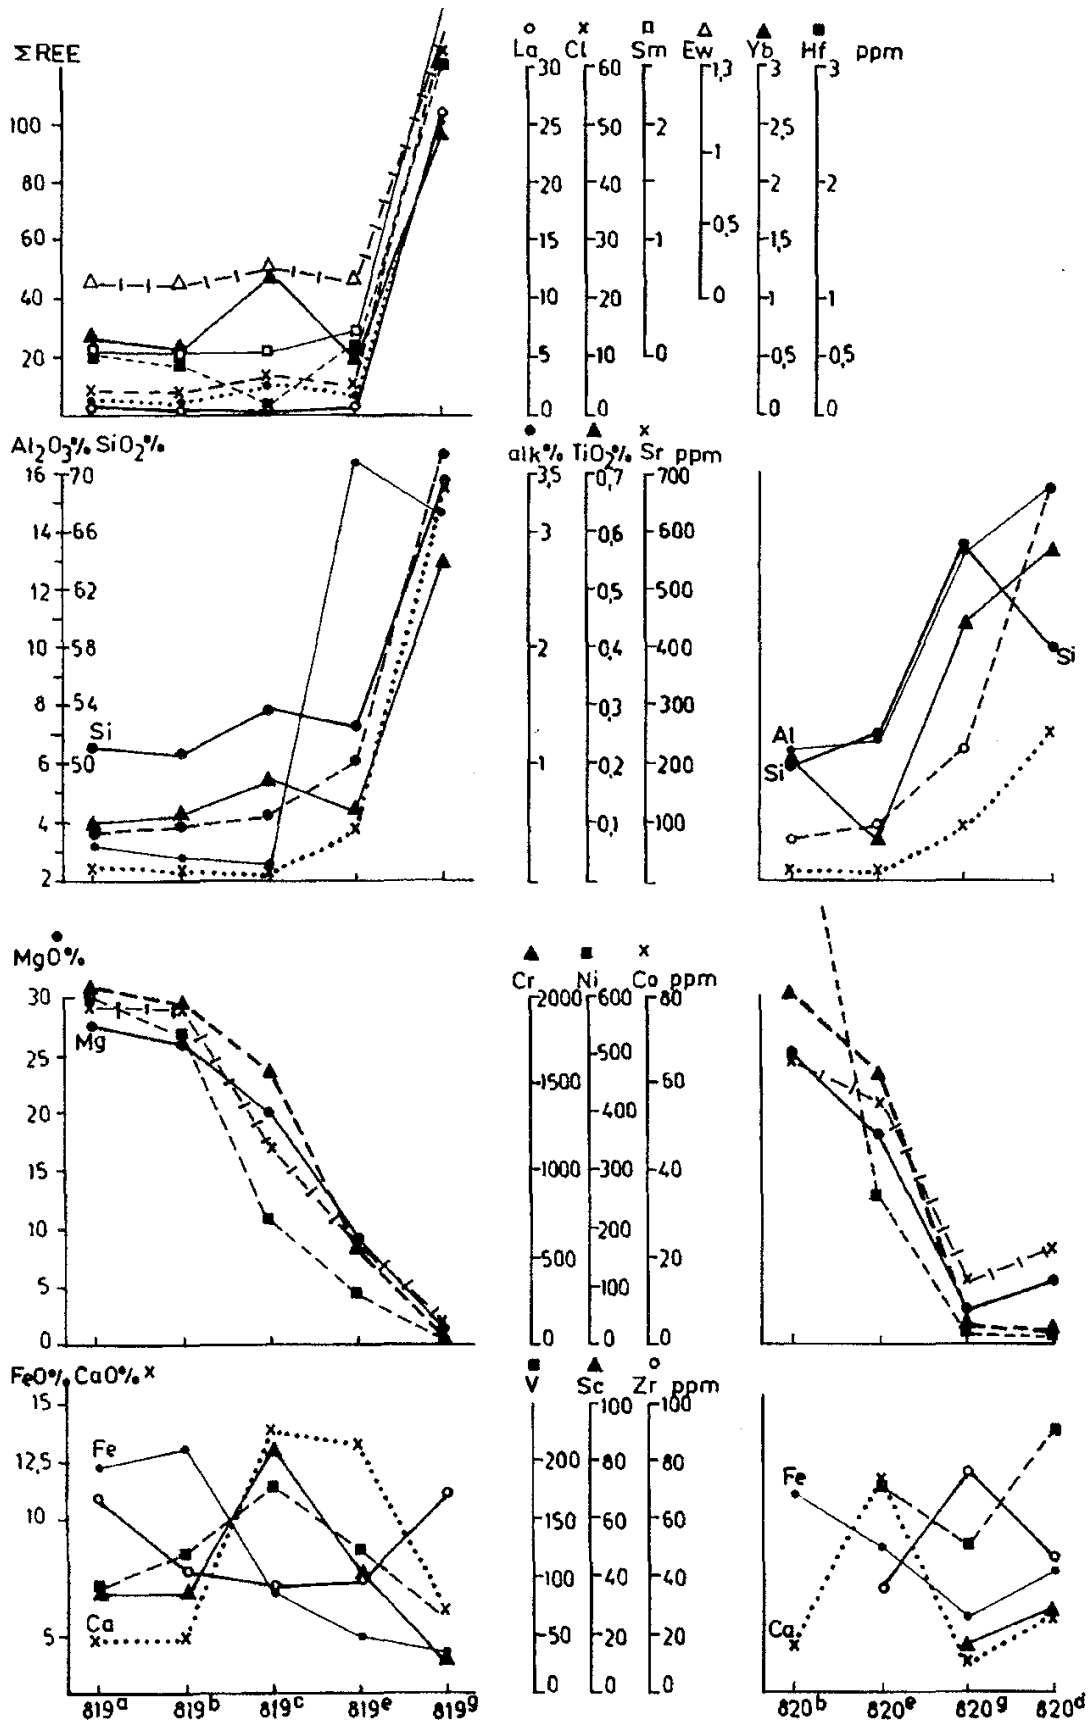 ΣREE
La Cl Sm Ew Yb Hf ppm
30 60 1,3 3 3
100 25 50 2 2,5
1
80 20 40 2 2
60 15 30 1 0,5 1,5
40 10 20 0 1 1
20 5 10 0 0,5 0,5
0 0 0 0
Al₂O₃% SiO₂% alk% TiO₂% Sr ppm
16 70 3,5 0,7 700
14 66 3 0,6 600
12 62 0,5 500
10 58 2 0,4 400
Si
8 54 0,3 300
Si Al
6 50 1 0,2 200
Si
4 0,1 100
2
MgO%
Cr Ni Co ppm
30 2000 600 80
Mg
25 500
1500 60
20 400
15 1000 300 40
10 200
500 20
5 100
0 0 0 0
FeO% CaO% x V Sc Zr ppm
15 100 100
Fe
12,5 200 80 80
Fe
10 150 60 60
100 40 40
Ca Ca
5 50 20 20
0 0 0
819a 819b 819c 819e 819g 820b 820e 820g 820d